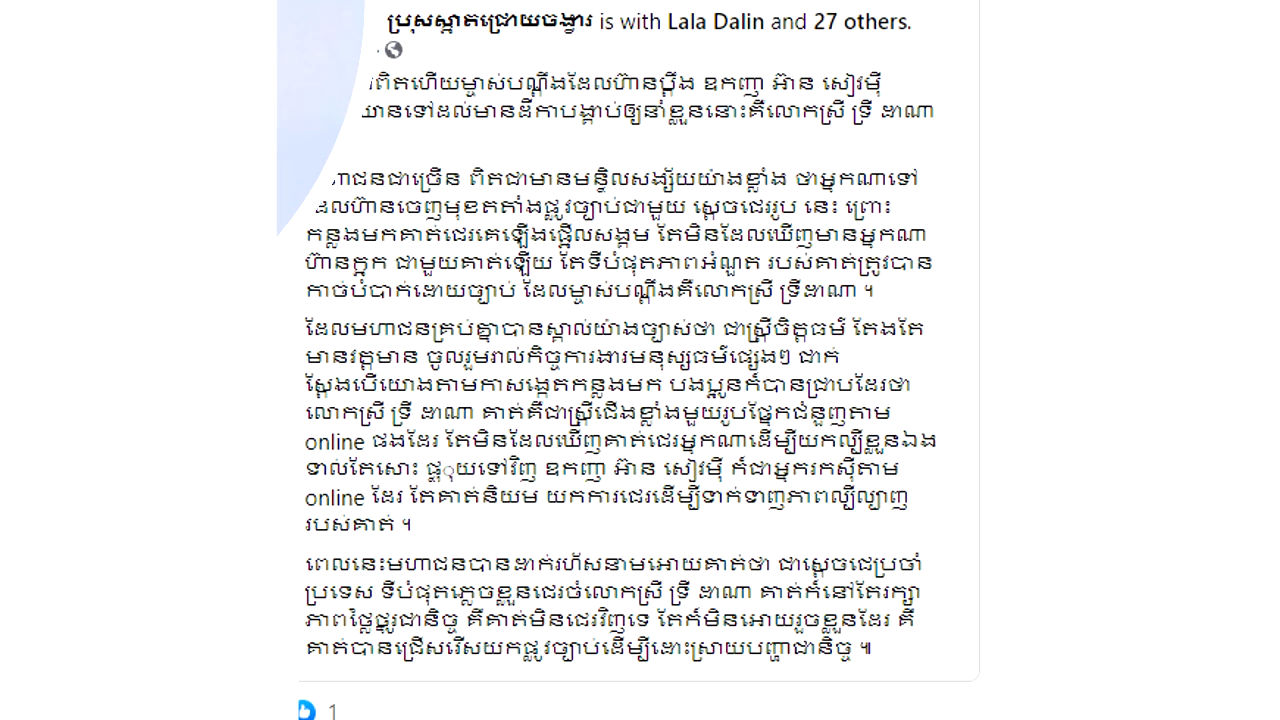 ប្រុសស្អាតជ្រោយចង្វារ is with Lala Dalin and 27 others.
ពិតហើយម្ចាស់បណ្តឹងដែលហ៊ានប្តឹង ឧកញា អ៊ាន សៀវម៉ី
ឃានទៅដល់មានដីកាបង្គាប់ឲ្យនាំខ្លួននោះគឺលោកស្រី ទ្រី ដាណា
ហាជនជាច្រើន ពិតជាមានមន្ទិលសង្ស័យយ៉ាងខ្លាំង ថាអ្នកណាទៅ
ដែលហ៊ានចេញមុខតតាំងផ្លូវច្បាប់ជាមួយ ស្តេចជេររូប នេះ ព្រោះ
កន្លងមកគាត់ជេរគេឡើងផ្អើលសង្គម តែមិនដែលឃើញមានអ្នកណា
ហ៊ានក្អក ជាមួយគាត់ឡើយ តែទីបំផុតភាពអំណួត របស់គាត់ត្រូវបាន
កាច់បំបាក់ដោយច្បាប់ ដែលម្ចាស់បណ្តឹងគឺលោកស្រី ទ្រីដាណា ។
ដែលមហាជនគ្រប់គ្នាបានស្គាល់យ៉ាងច្បាស់ថា ជាស្ត្រីចិត្តធម៌ តែងតែ
មានវត្តមាន ចូលរួមរាល់កិច្ចការងារមនុស្សធម៌ផ្សេងៗ ជាក់
ស្តែងបើយោងតាមកាសង្កេតកន្លងមក បងប្អូនក៏បានជ្រាបដែរថា
លោកស្រី ទ្រី ដាណា គាត់គឺជាស្ត្រីជើងខ្លាំងមួយរូបផ្នែកជំនួញតាម
online ផងដែរ តែមិនដែលឃើញគាត់ជេរអ្នកណាដើម្បីយកល្បីខ្លួនឯង
ទាល់តែសោះ ផ្ទុុយទៅវិញ ឧកញា អ៊ាន សៀវម៉ី ក៏ជាអ្នករកស៊ីតាម
online ដែរ តែគាត់និយម យកការជេរដើម្បីទាក់ទាញភាពល្បីល្បាញ
របស់គាត់ ។
ពេលនេះមហាជនបានដាក់រហ័សនាមអោយគាត់ថា ជាស្តេចជេប្រចាំ
ប្រទេស ទីបំផុតភ្លេចខ្លួនជេរចំលោកស្រី ទ្រី ដាណា គាត់ក៏នៅតែរក្សា
ភាពថ្លៃថ្នូរជានិច្ច គឺគាត់មិនជេរវិញទេ តែក៏មិនអោយរួចខ្លួនដែរ គឺ
គាត់បានជ្រើសរើសយកផ្លូវច្បាប់ដើម្បីដោះស្រាយបញ្ហាជានិច្ច ៕
1